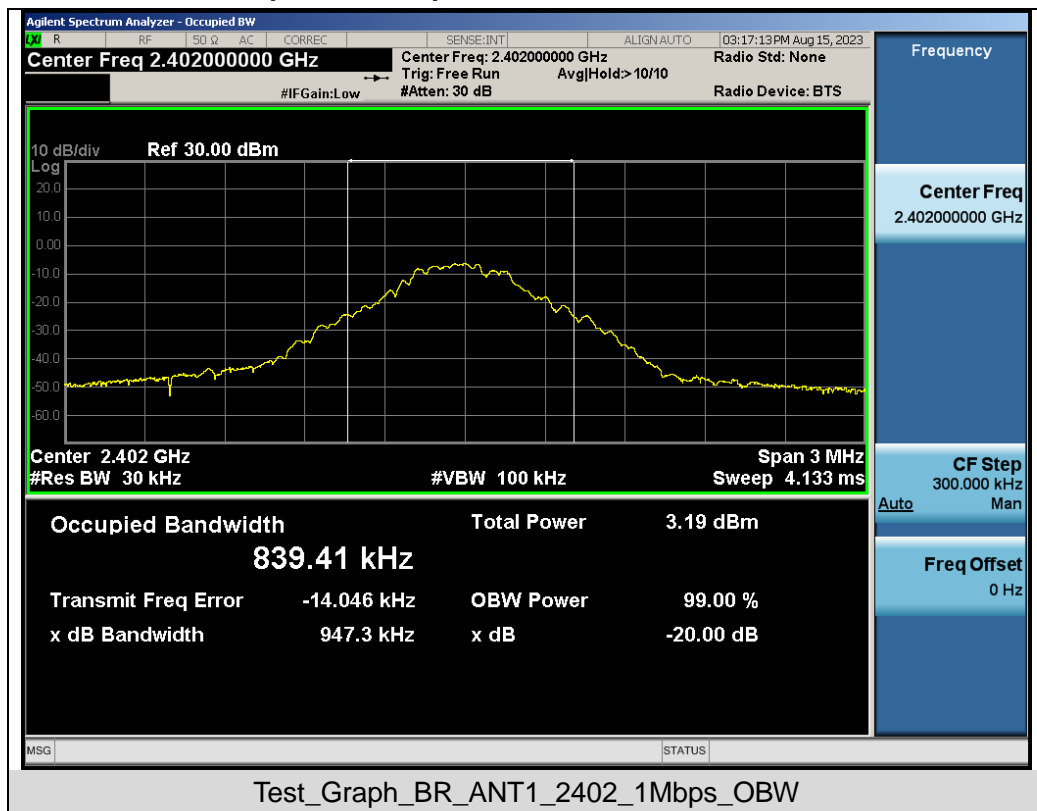 Agilent Spectrum Analyzer - Occupied BW
LXI R RF 50 Ω AC CORREC SENSE:INT ALIGN AUTO 03:17:13 PM Aug 15, 2023
Center Freq 2.402000000 GHz
Center Freq: 2.402000000 GHz Radio Std: None
Trig: Free Run Avg|Hold:> 10/10
#IFGain:Low #Atten: 30 dB Radio Device: BTS
Frequency
10 dB/div Ref 30.00 dBm
Log
20.0
10.0
0.00
-10.0
-20.0
-30.0
-40.0
-50.0
-60.0
Center 2.402 GHz Span 3 MHz
#Res BW 30 kHz #VBW 100 kHz Sweep 4.133 ms
Center Freq
2.402000000 GHz
CF Step
300.000 kHz
Auto Man
Freq Offset
0 Hz
Occupied Bandwidth Total Power 3.19 dBm
839.41 kHz
Transmit Freq Error -14.046 kHz OBW Power 99.00 %
x dB Bandwidth 947.3 kHz x dB -20.00 dB
MSG STATUS
Test_Graph_BR_ANT1_2402_1Mbps_OBW